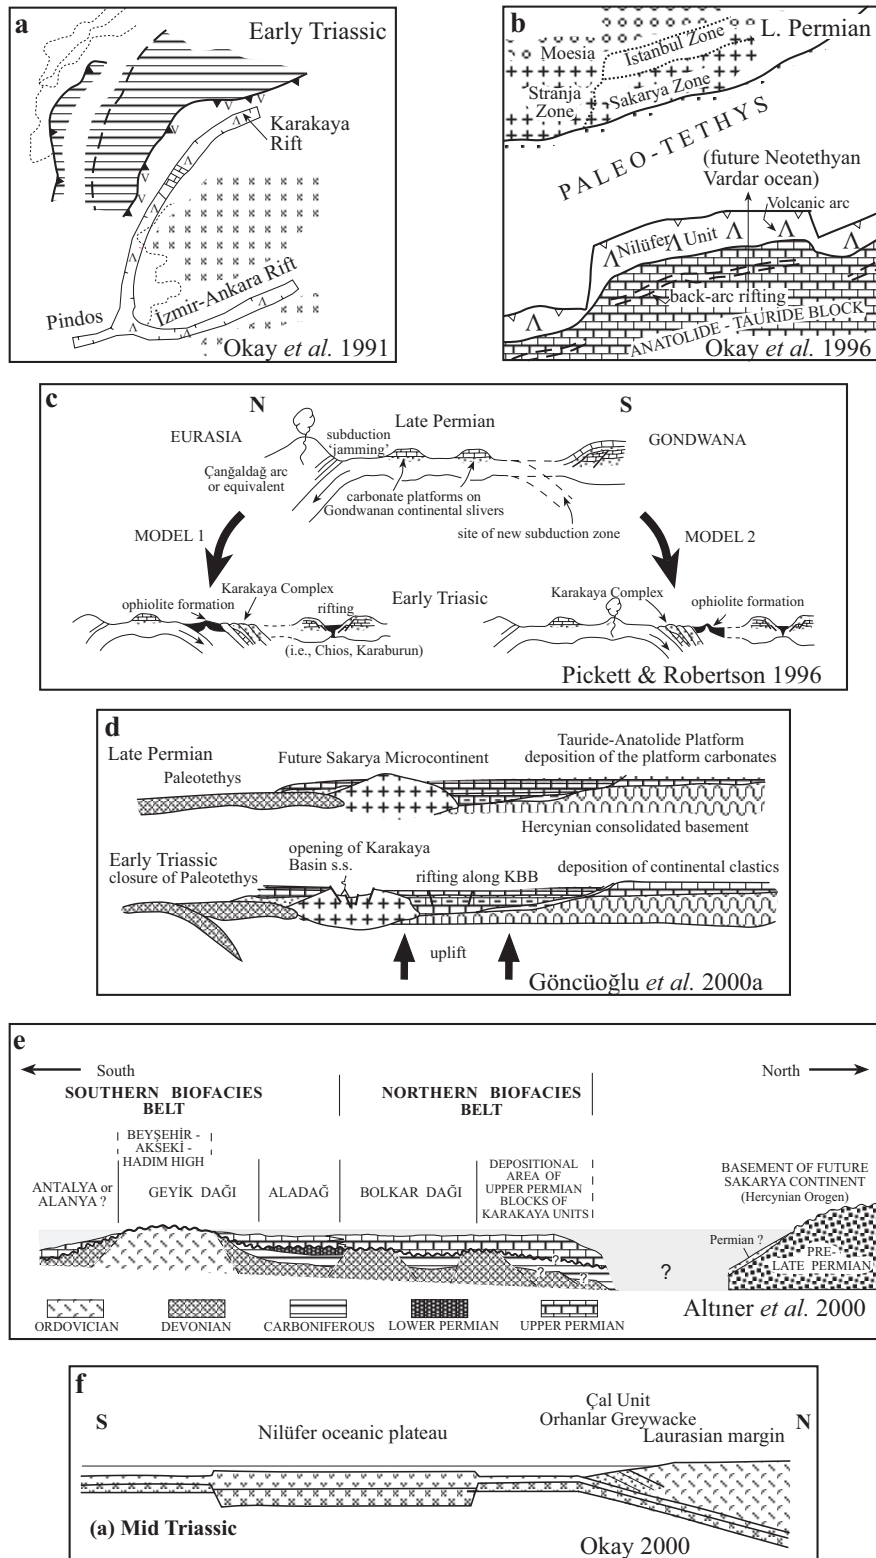 a
Early Triassic
Karakaya
Rift
İzmir-Ankara Rift
Pindos
Okay et al. 1991
b
L. Permian
Moesia
Istanbul Zone
Stranja
Zone
Sakarya Zone
PALEO-TETHYS
(future Neotethyan
Vardar ocean)
Volcanic arc
Nilüfer Unit
back-arc rifting
ANATOLIDE - TAURIDE BLOCK
Okay et al. 1996
c
N
S
Late Permian
EURASIA
subduction
'jamming'
GONDWANA
Çanğaldağ arc
or equivalent
carbonate platforms on
Gondwanan continental slivers
site of new subduction zone
MODEL 1
MODEL 2
Karakaya Complex
ophiolite formation
rifting
Early Triasic
Karakaya Complex
ophiolite formation
(i.e., Chios, Karaburun)
Pickett & Robertson 1996
d
Late Permian
Paleotethys
Future Sakarya Microcontinent
Tauride-Anatolide Platform
deposition of the platform carbonates
Hercynian consolidated basement
Early Triassic
closure of Paleotethys
opening of Karakaya
Basin s.s.
rifting along KBB
deposition of continental clastics
uplift
Göncüoğlu et al. 2000a
e
South
North
SOUTHERN BIOFACIES
BELT
NORTHERN BIOFACIES
BELT
BEYŞEHİR -
AKSEKİ -
HADIM HIGH
ANTALYA or
ALANYA ?
GEYİK DAĞI
ALADAĞ
BOLKAR DAĞI
DEPOSITIONAL
AREA OF
UPPER PERMIAN
BLOCKS OF
KARAKAYA UNITS
BASEMENT OF FUTURE
SAKARYA CONTINENT
(Hercynian Orogen)
Permian ?
PRE-
LATE PERMIAN
?
?
?
?
ORDOVICIAN
DEVONIAN
CARBONIFEROUS
LOWER PERMIAN
UPPER PERMIAN
Altıner et al. 2000
f
S
N
Nilüfer oceanic plateau
Çal Unit
Orhanlar Greywacke
Laurasian margin
(a) Mid Triassic
Okay 2000